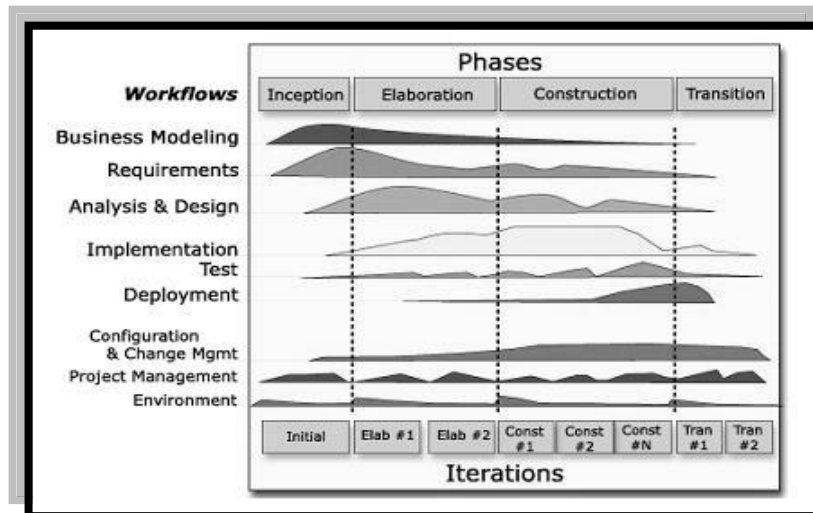 Phases
Workflows
Inception
Elaboration
Construction
Transition
Business Modeling
Requirements
Analysis & Design
Implementation
Test
Deployment
Configuration
& Change Mgmt
Project Management
Environment
Initial
Elab #1
Elab #2
Const
#1
Const
#2
Const
#N
Tran
#1
Tran
#2
Iterations